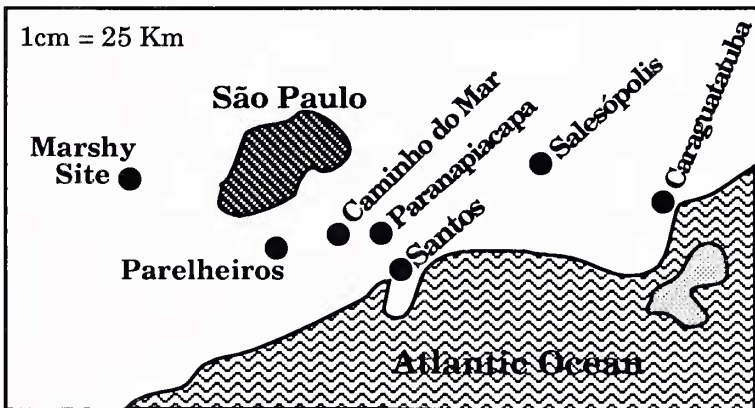 1cm = 25 Km
São Paulo
Marshy
Site
Parelheiros
Caminho do Mar
Paranapiacapa
Santos
Salesópolis
Caraguatatuba
Atlantic Ocean